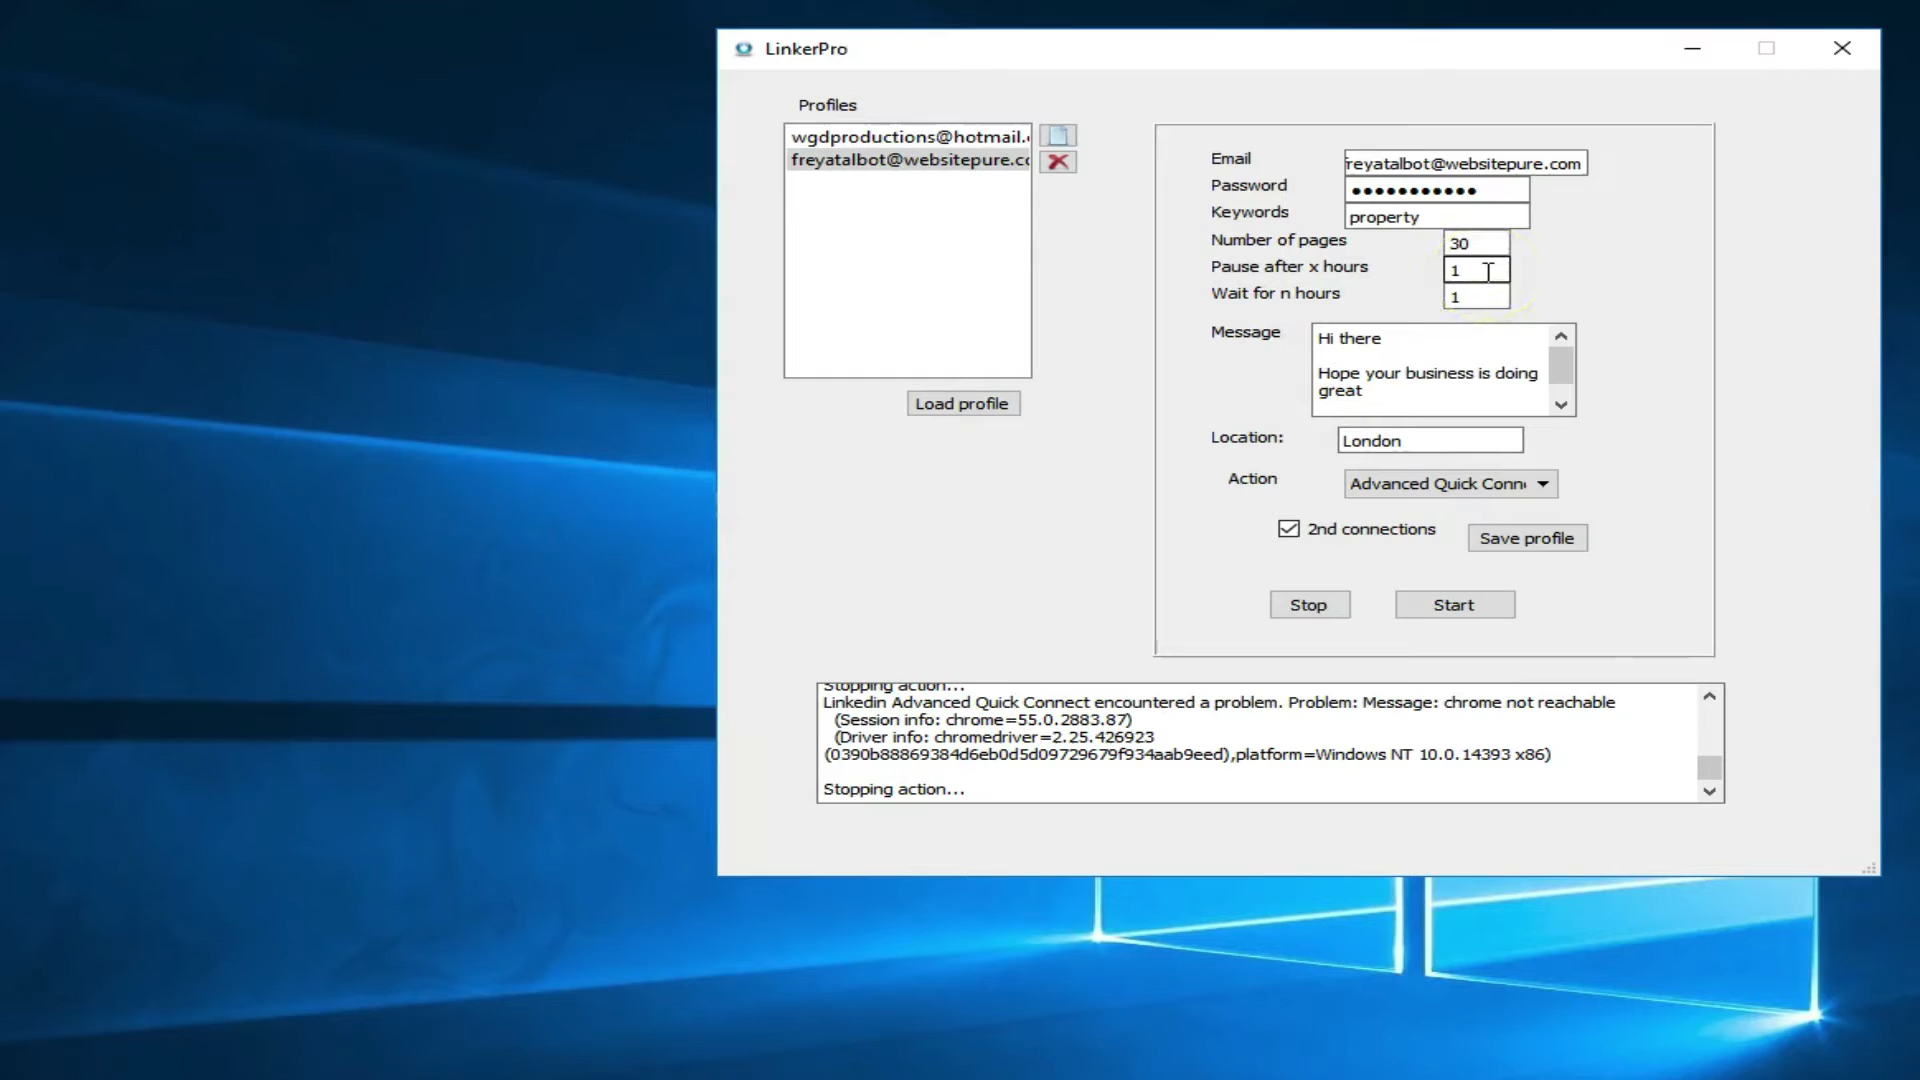 LinkerPro
Profiles
wgdproductions@hotmail.
freyatalbot@websitepure.co
Load profile
Email
freyatalbot@websitepure.com
Password
●●●●●●●●●●●
Keywords
property
Number of pages
30
Pause after x hours
1
Wait for n hours
1
Message
Hi there
Hope your business is doing
great
Location:
London
Action
Advanced Quick Conn
2nd connections
Save profile
Stop
Start
Stopping action...
Linkedin Advanced Quick Connect encountered a problem. Problem: Message: chrome not reachable
(Session info: chrome=55.0.2883.87)
(Driver info: chromedriver=2.25.426923
(0390b88869384d6eb0d5d09729679f934aab9eed),platform=Windows NT 10.0.14393 x86)
Stopping action...